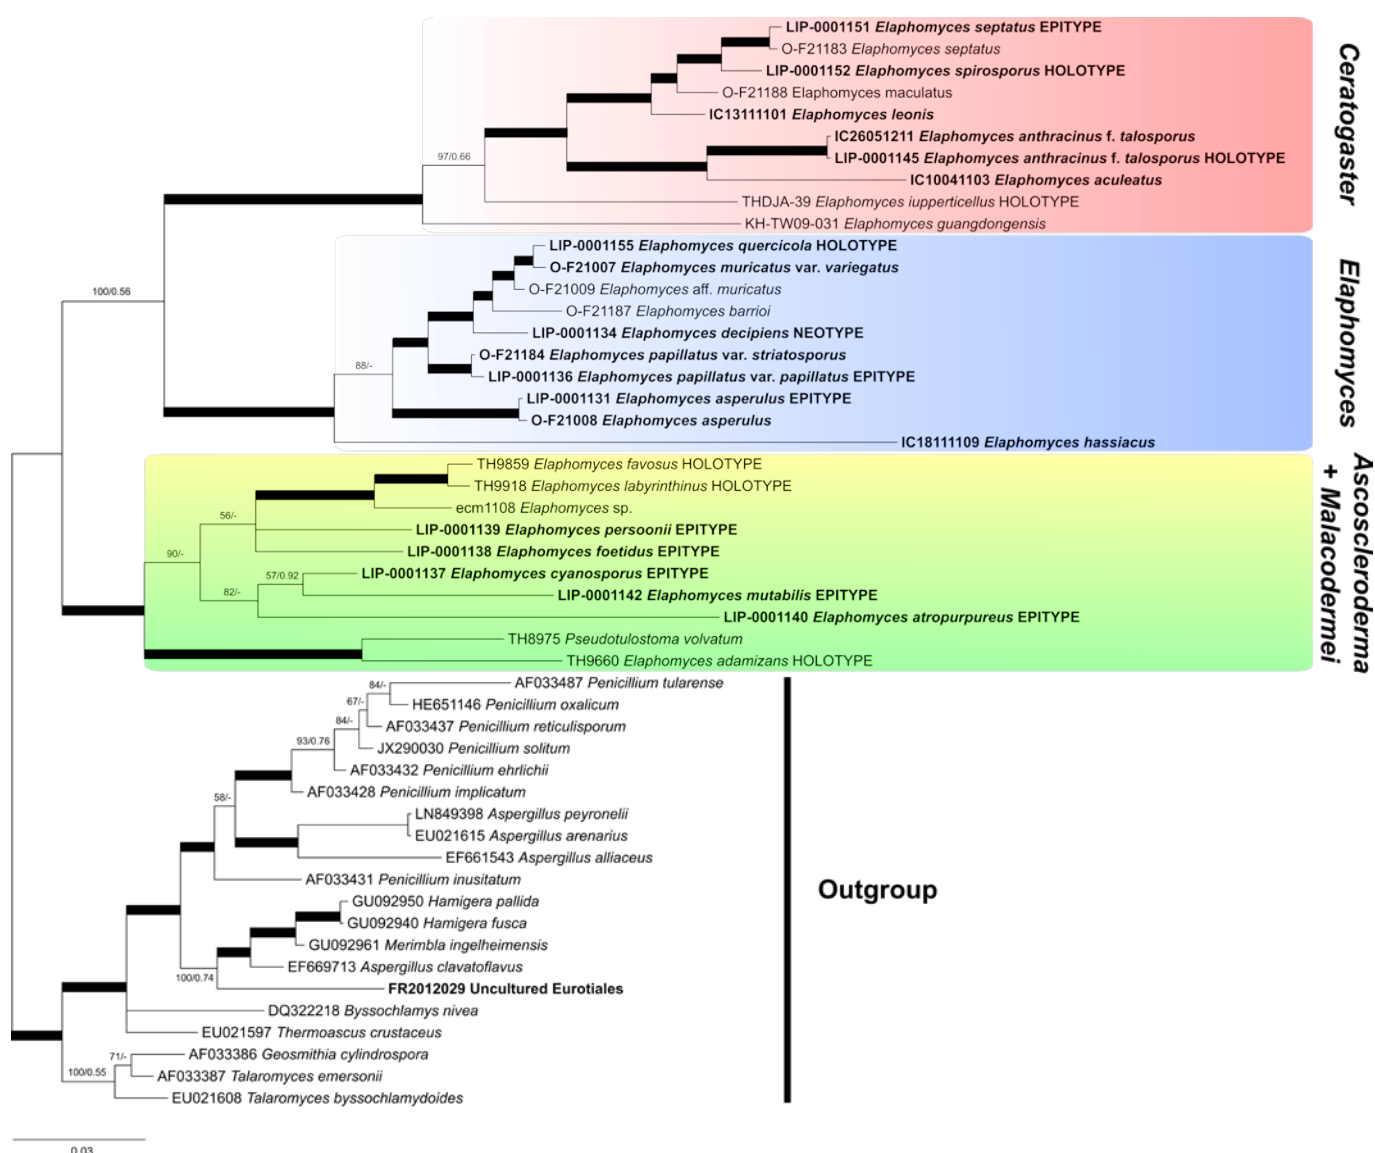 LIP-0001151 Elaphomyces septatus EPITYPE
O-F21183 Elaphomyces septatus
LIP-0001152 Elaphomyces spirosporus HOLOTYPE
O-F21188 Elaphomyces maculatus
IC13111101 Elaphomyces leonis
IC26051211 Elaphomyces anthracinus f. talosporus
LIP-0001145 Elaphomyces anthracinus f. talosporus HOLOTYPE
97/0.66
IC10041103 Elaphomyces aculeatus
THDJA-39 Elaphomyces iupperticellus HOLOTYPE
KH-TW09-031 Elaphomyces guangdongensis
Ceratogaster
LIP-0001155 Elaphomyces quercicola HOLOTYPE
O-F21007 Elaphomyces muricatus var. variegatus
O-F21009 Elaphomyces aff. muricatus
100/0.56
O-F21187 Elaphomyces barrioi
LIP-0001134 Elaphomyces decipiens NEOTYPE
O-F21184 Elaphomyces papillatus var. striatosporus
88/-
LIP-0001136 Elaphomyces papillatus var. papillatus EPITYPE
LIP-0001131 Elaphomyces asperulus EPITYPE
O-F21008 Elaphomyces asperulus
IC18111109 Elaphomyces hassiacus
Elaphomyces
TH9859 Elaphomyces favosus HOLOTYPE
TH9918 Elaphomyces labyrinthinus HOLOTYPE
ecm1108 Elaphomyces sp.
56/-
LIP-0001139 Elaphomyces persoonii EPITYPE
90/-
LIP-0001138 Elaphomyces foetidus EPITYPE
57/0.92
LIP-0001137 Elaphomyces cyanosporus EPITYPE
82/-
LIP-0001142 Elaphomyces mutabilis EPITYPE
LIP-0001140 Elaphomyces atropurpureus EPITYPE
TH8975 Pseudotulostoma volvatum
TH9660 Elaphomyces adamizans HOLOTYPE
Ascoscleroderma
+ Malacodermei
84/-
AF033487 Penicillium tularense
67/-
HE651146 Penicillium oxalicum
84/-
AF033437 Penicillium reticulisporum
93/0.76
JX290030 Penicillium solitum
AF033432 Penicillium ehrlichii
AF033428 Penicillium implicatum
58/-
LN849398 Aspergillus peyronelii
EU021615 Aspergillus arenarius
EF661543 Aspergillus alliaceus
AF033431 Penicillium inusitatum
Outgroup
GU092950 Hamigera pallida
GU092940 Hamigera fusca
GU092961 Merimbla ingelheimensis
EF669713 Aspergillus clavatoflavus
100/0.74
FR2012029 Uncultured Eurotiales
DQ322218 Byssochlamys nivea
EU021597 Thermoascus crustaceus
71/-
AF033386 Geosmithia cylindrospora
100/0.55
AF033387 Talaromyces emersonii
EU021608 Talaromyces byssochlamydoides
0.03